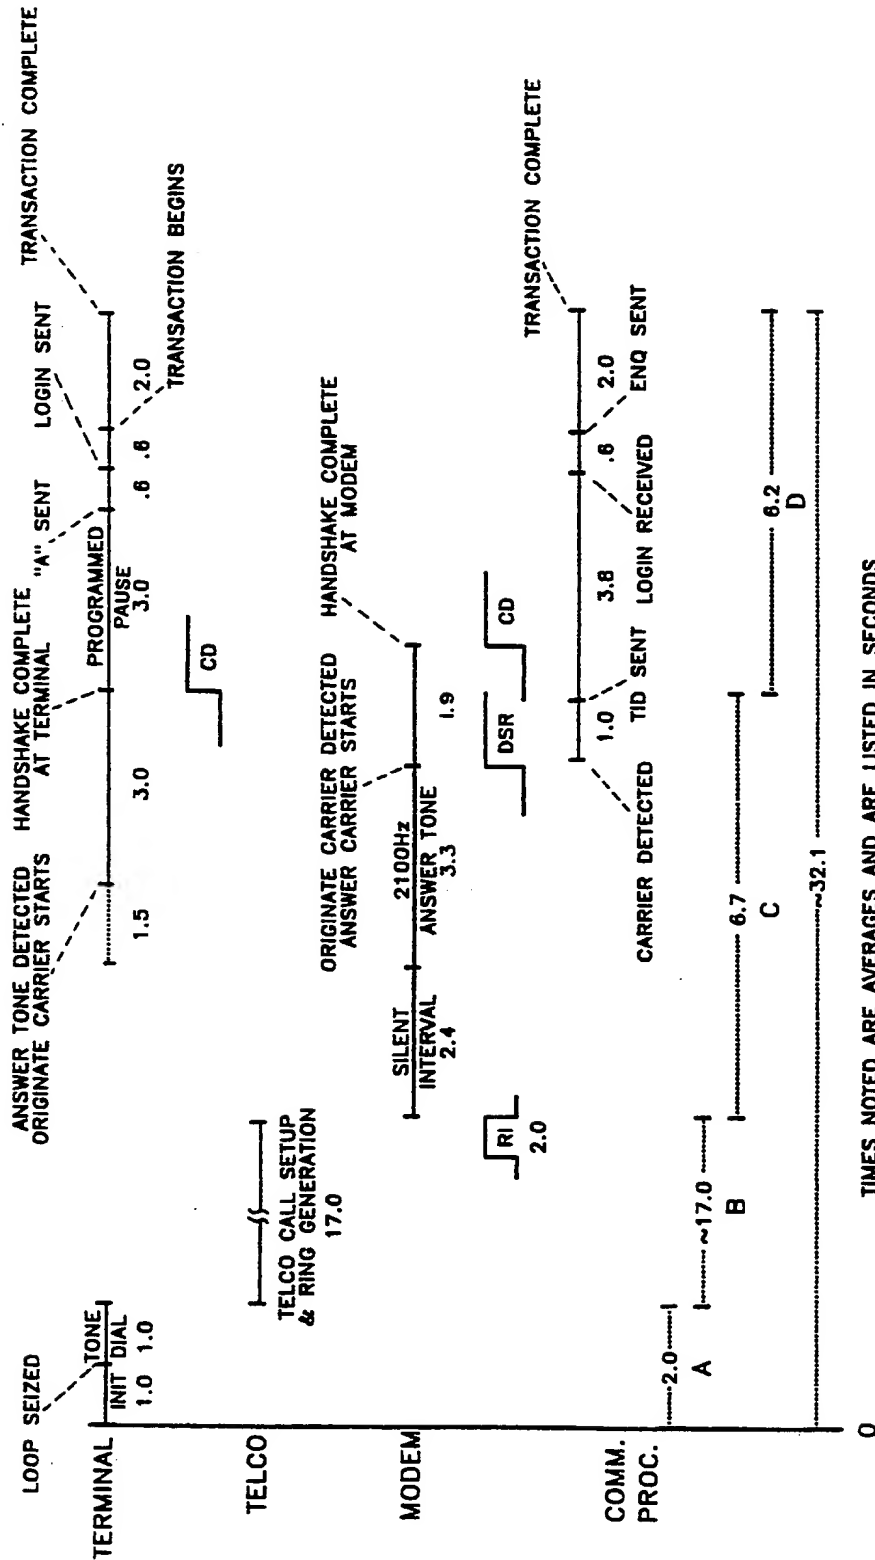 LOOP SEIZED
ANSWER TONE DETECTED
ORIGINATE CARRIER STARTS
HANDSHAKE COMPLETE
AT TERMINAL
"A" SENT
LOGIN SENT
TRANSACTION COMPLETE
TERMINAL
INIT
1.0
TONE
DIAL
1.0
1.5
3.0
PROGRAMMED
PAUSE
3.0
.6
.6
2.0
TRANSACTION BEGINS
CD
TELCO
TELCO CALL SETUP
& RING GENERATION
17.0
ORIGINATE CARRIER DETECTED
ANSWER CARRIER STARTS
HANDSHAKE COMPLETE
AT MODEM
MODEM
SILENT
INTERVAL
2.4
2100Hz
ANSWER TONE
3.3
1.9
RI
2.0
DSR
CD
TRANSACTION COMPLETE
COMM.
PROC.
1.0
3.8
.6
2.0
CARRIER DETECTED
TID SENT
LOGIN RECEIVED
ENQ SENT
2.0
A
~17.0
B
6.7
C
6.2
D
~32.1
0
TIMES NOTED ARE AVERAGES AND ARE LISTED IN SECONDS